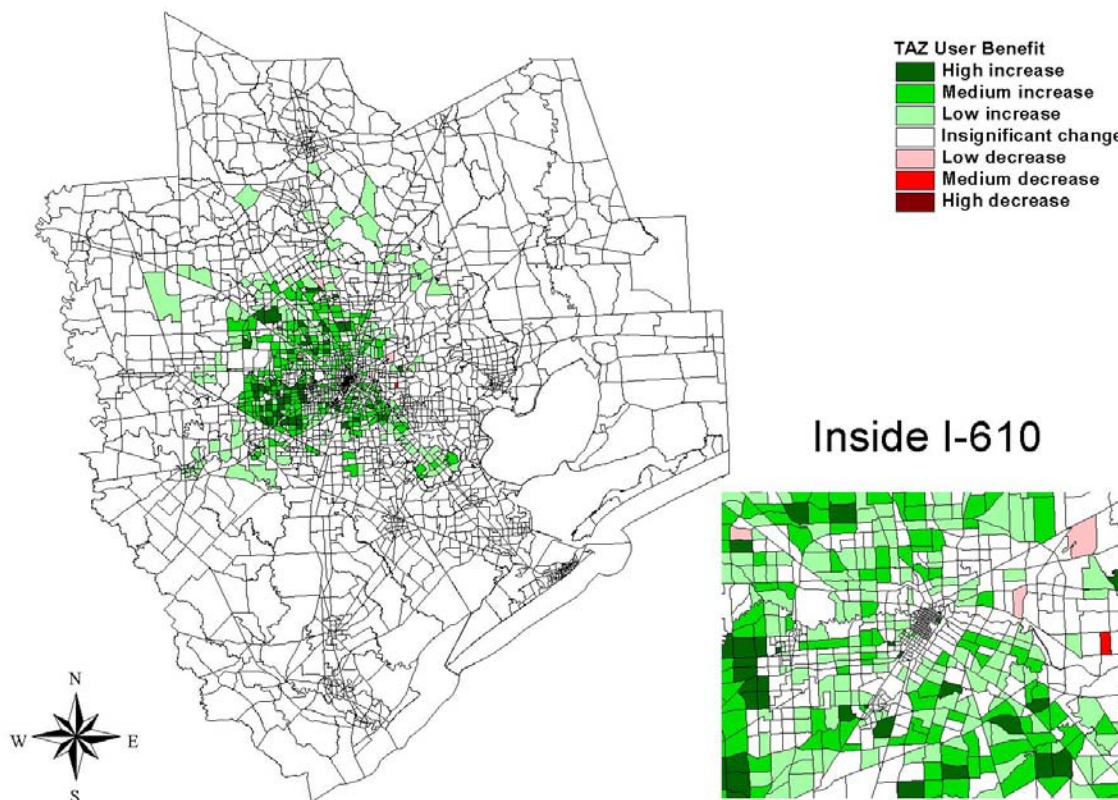 TAZ User Benefit
High increase
Medium increase
Low increase
Insignificant change
Low decrease
Medium decrease
High decrease
Inside I-610
N
W E
S